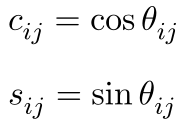 c_{ij} = cos θ_{ij}
s_{ij} = sin θ_{ij}